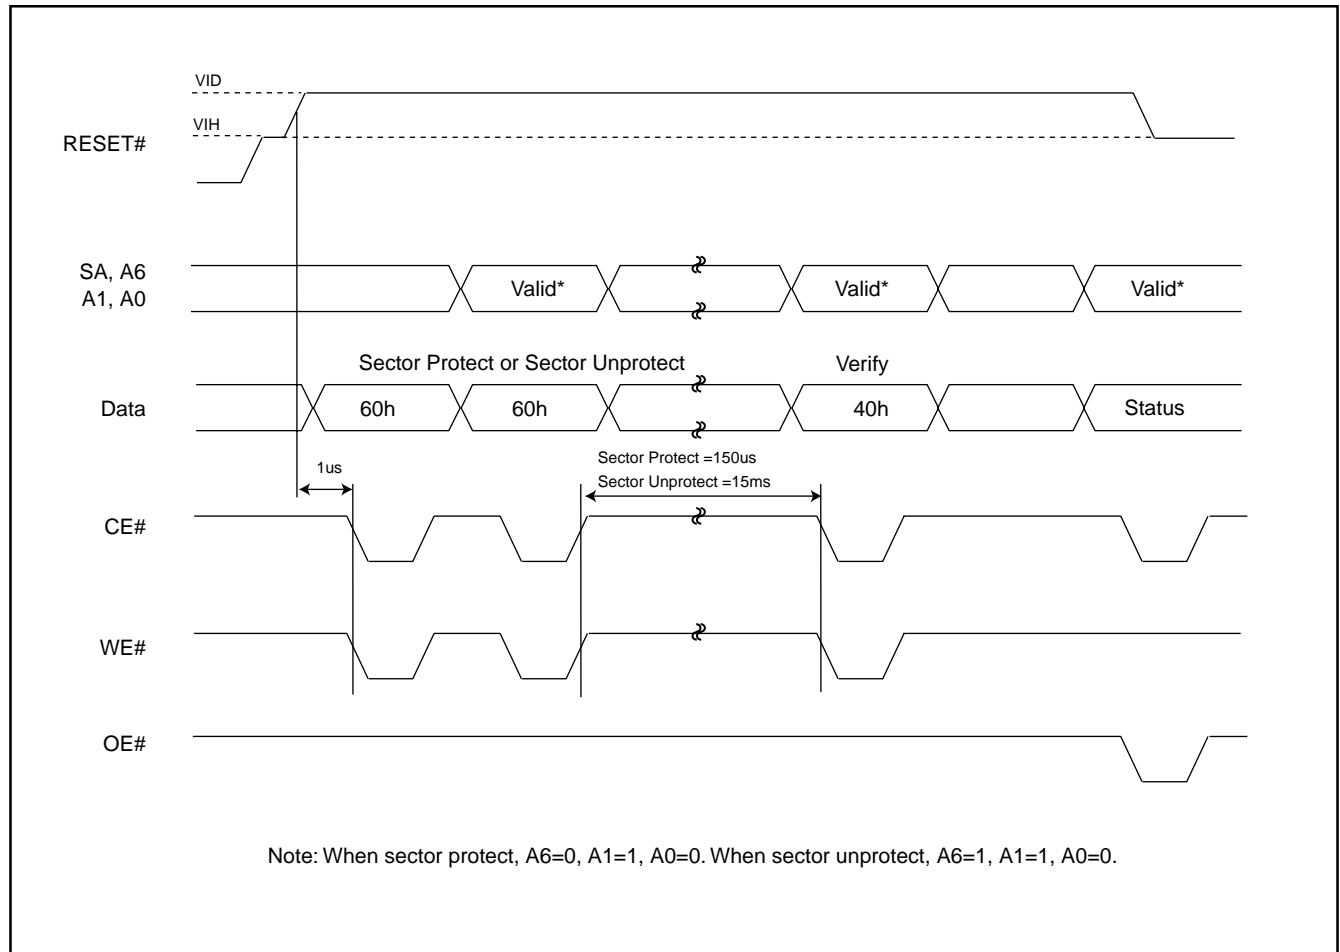 VID
VIH
RESET#
SA, A6
A1, A0
Valid*
Valid*
Valid*
Sector Protect or Sector Unprotect
Verify
Data
60h
60h
40h
Status
1us
Sector Protect =150us
Sector Unprotect =15ms
CE#
WE#
OE#
Note: When sector protect, A6=0, A1=1, A0=0. When sector unprotect, A6=1, A1=1, A0=0.